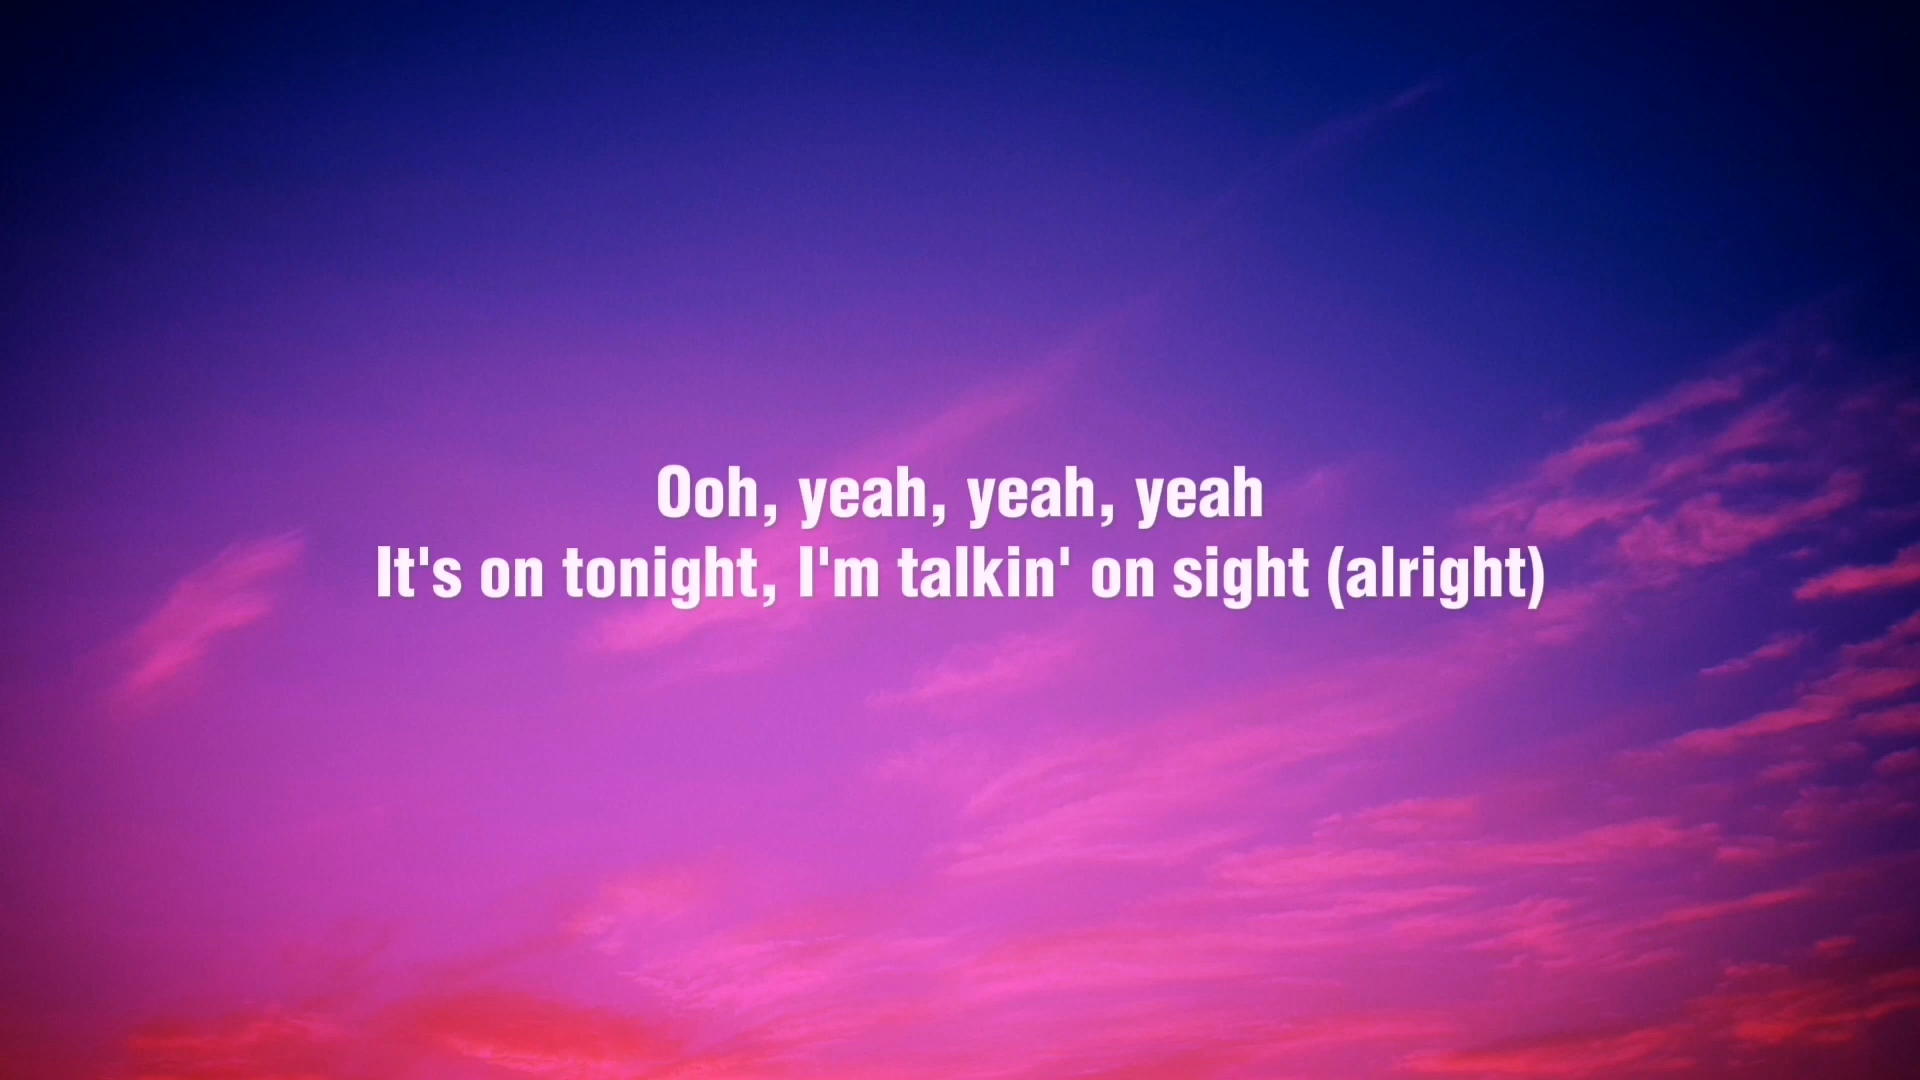 Ooh, yeah, yeah, yeah
It's on tonight, I'm talkin' on sight (alright)